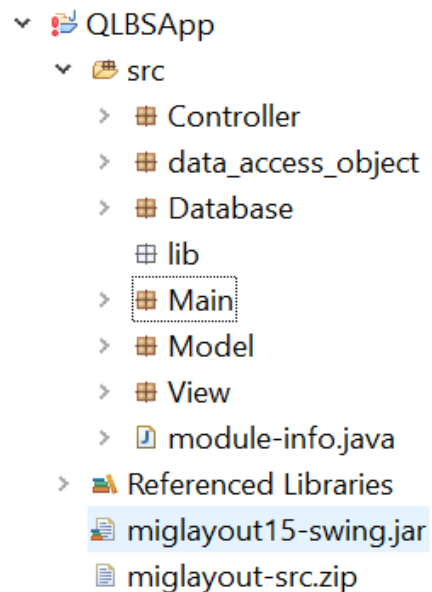 QLBSApp
src
Controller
data_access_object
Database
lib
Main
Model
View
module-info.java
Referenced Libraries
miglayout15-swing.jar
miglayout-src.zip